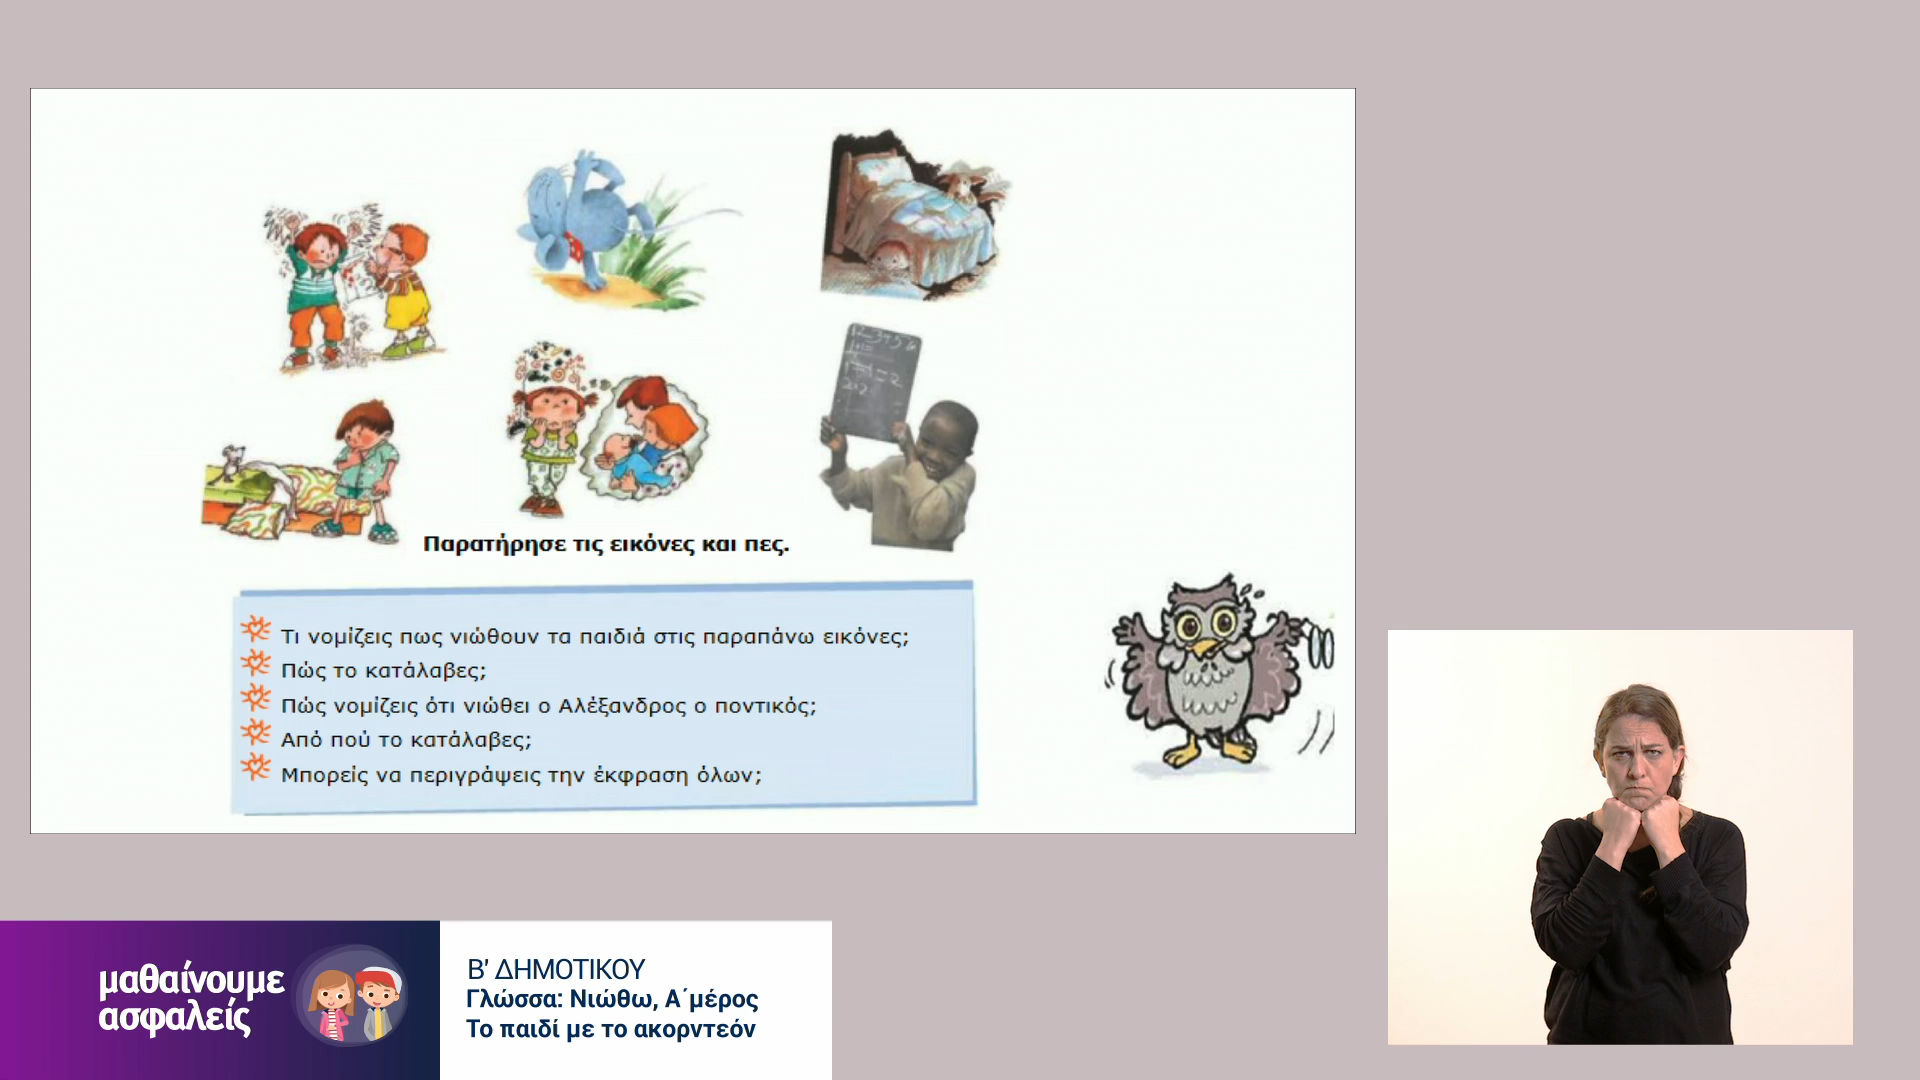 123456
Παρατήρησε τις εικόνες και πες.
Τι νομίζεις πως νιώθουν τα παιδιά στις παραπάνω εικόνες;
Πώς το κατάλαβες;
Πώς νομίζεις ότι νιώθει ο Αλέξανδρος ο ποντικός;
Από πού το κατάλαβες;
Μπορείς να περιγράψεις την έκφραση όλων;
μαθαίνουμε
ασφαλείς
Β' ΔΗΜΟΤΙΚΟΥ
Γλώσσα: Νιώθω, Α΄μέρος
Το παιδί με το ακορντεόν